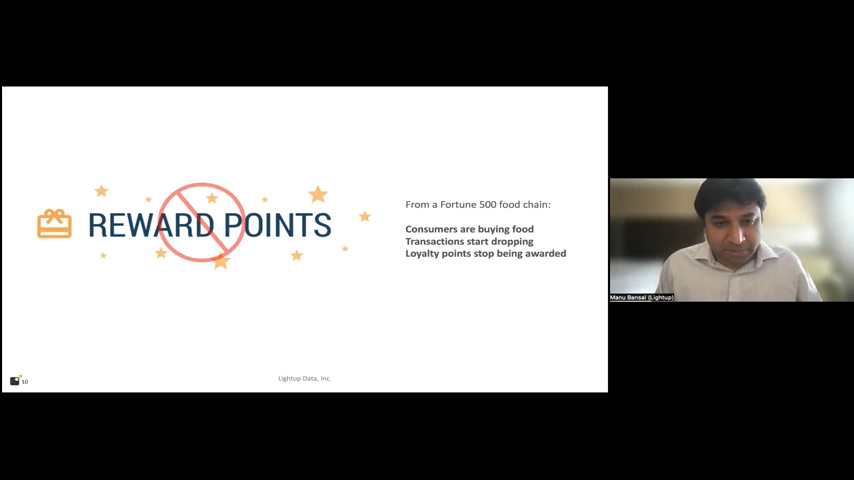 REWARD POINTS
From a Fortune 500 food chain:
Consumers are buying food
Transactions start dropping
Loyalty points stop being awarded
Manu Bansal (Lightup)
10
Lightup Data, Inc.